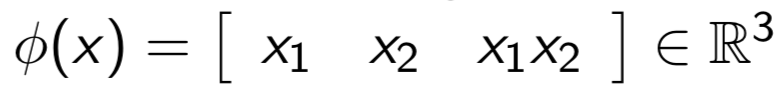 ϕ(x) = [ x₁ x₂ x₁x₂ ] ∈ ℝ³